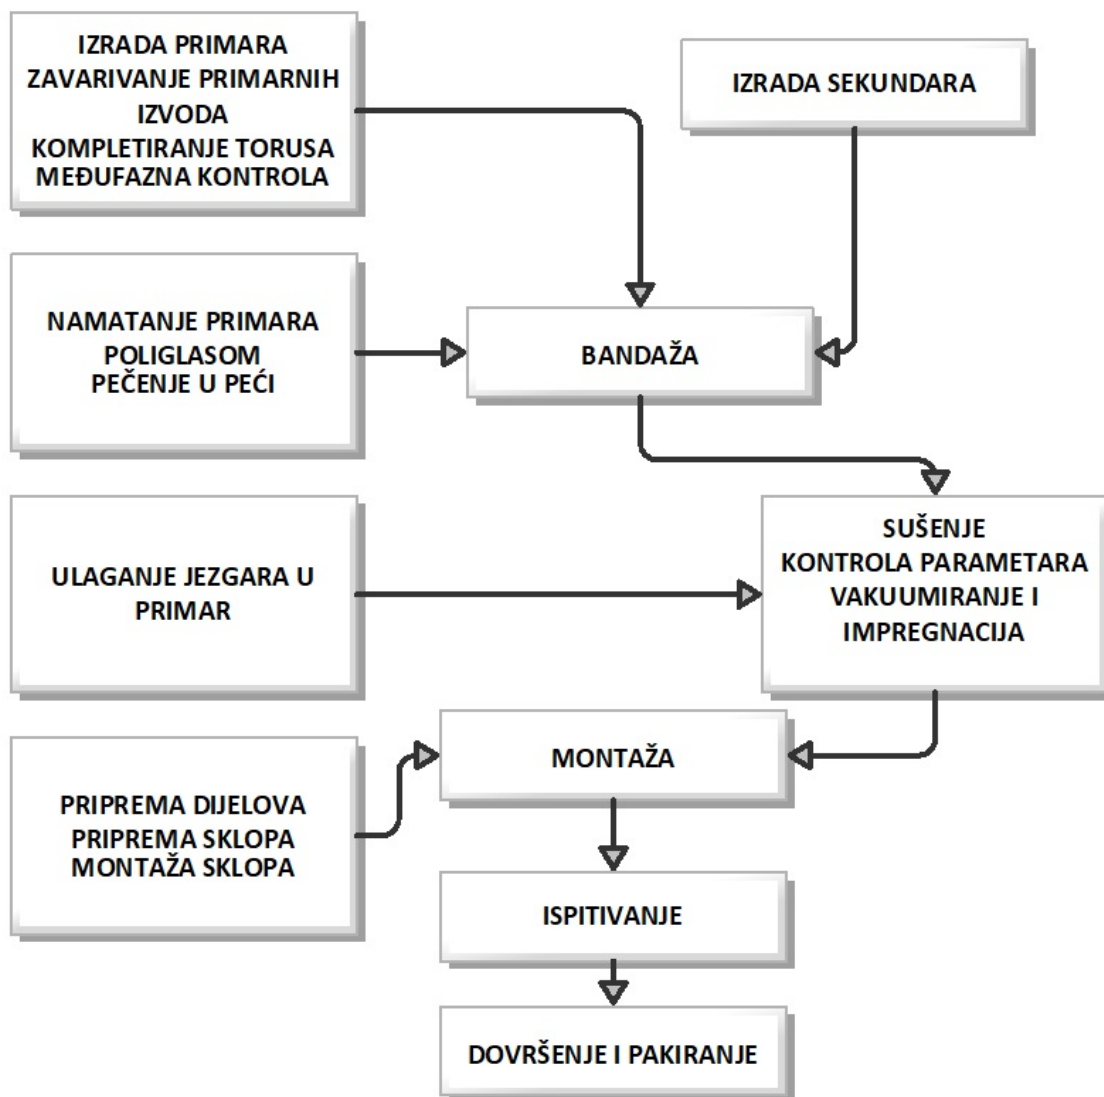 IZRADA PRIMARA
ZAVARIVANJE PRIMARNIH
IZVODA
KOMPLETIRANJE TORUSA
MEĐUFAZNA KONTROLA
IZRADA SEKUNDARA
NAMATANJE PRIMARA
POLIGLASOM
PEČENJE U PEĆI
BANDAŽA
ULAGANJE JEZGARA U
PRIMAR
SUŠENJE
KONTROLA PARAMETARA
VAKUUMIRANJE I
IMPREGNACIJA
PRIPREMA DIJELOVA
PRIPREMA SKLOPA
MONTAŽA SKLOPA
MONTAŽA
ISPITIVANJE
DOVRŠENJE I PAKIRANJE